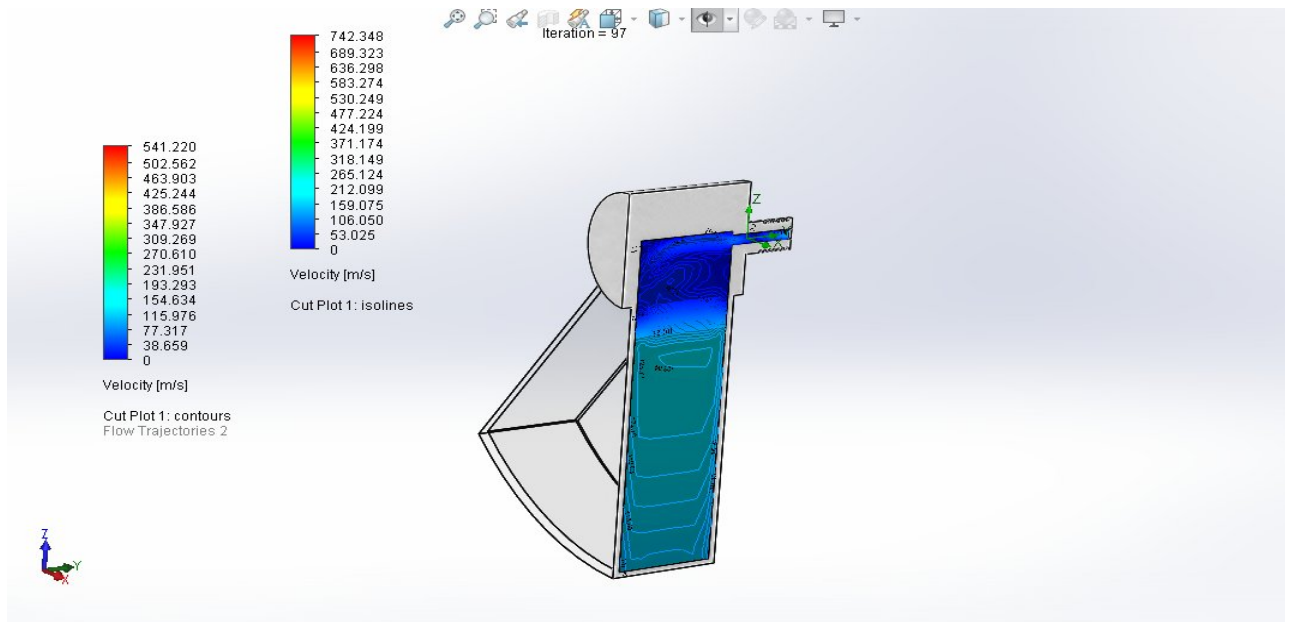 Iteration = 97
742.348
689.323
636.298
583.274
530.249
477.224
424.199
371.174
318.149
265.124
212.099
159.075
106.050
53.025
0
Velocity [m/s]
Cut Plot 1: isolines
541.220
502.562
463.903
425.244
386.586
347.927
309.269
270.610
231.951
193.293
154.634
115.976
77.317
38.659
0
Velocity [m/s]
Cut Plot 1: contours
Flow Trajectories 2
Z
X
Z
Y
X